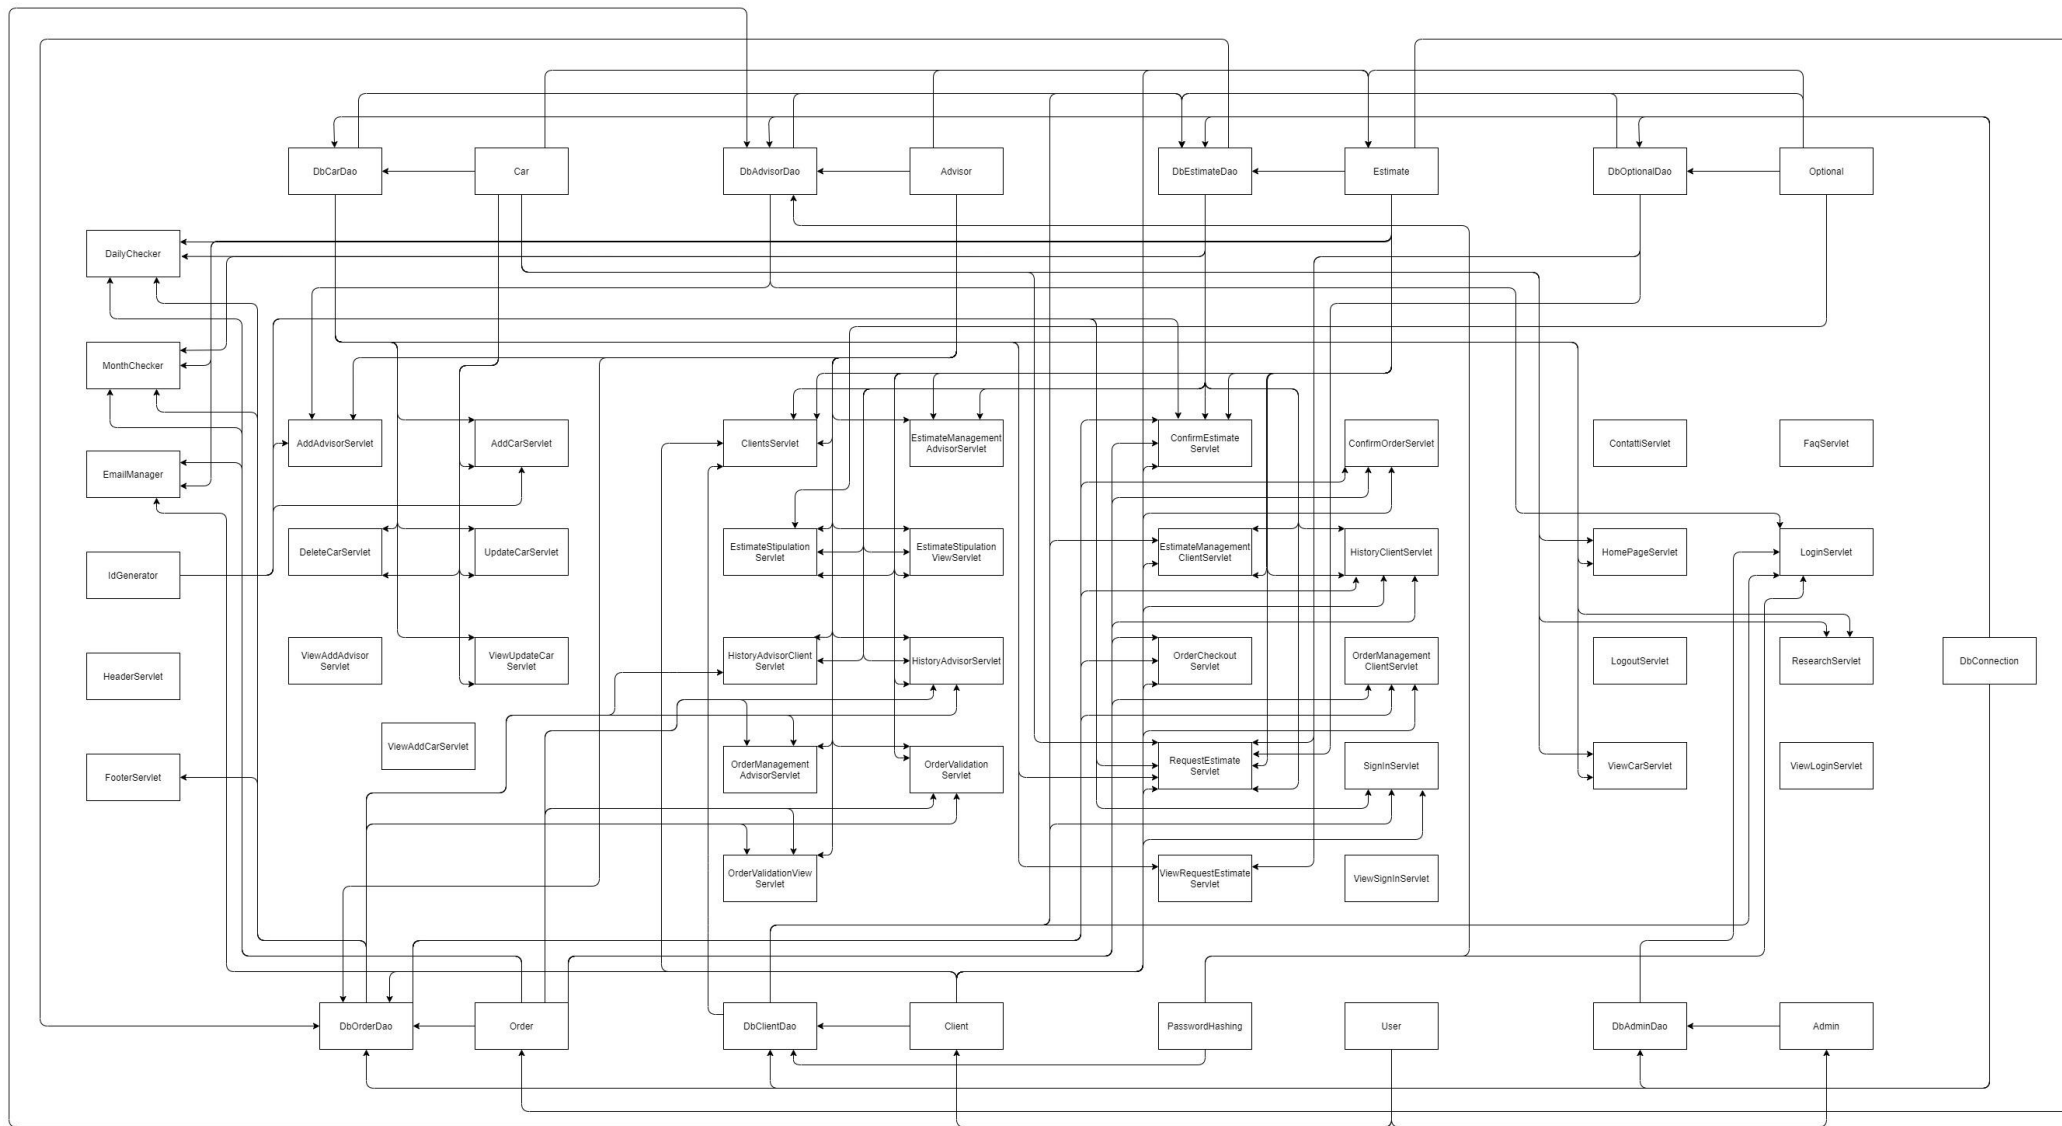 DbCarDao
Car
DbAdvisorDao
Advisor
DbEstimateDao
Estimate
DbOptionalDao
Optional
DailyChecker
MonthChecker
AddAdvisorServlet
AddCarServlet
ClientsServlet
EstimateManagement
AdvisorServlet
ConfirmEstimate
Servlet
ConfirmOrderServlet
ContattiServlet
FaqServlet
EmailManager
DeleteCarServlet
UpdateCarServlet
EstimateStipulation
Servlet
EstimateStipulation
ViewServlet
EstimateManagement
ClientServlet
HistoryClientServlet
HomePageServlet
LoginServlet
IdGenerator
ViewAddAdvisor
Servlet
ViewUpdateCar
Servlet
HistoryAdvisorClient
Servlet
HistoryAdvisorServlet
OrderCheckout
Servlet
OrderManagement
ClientServlet
LogoutServlet
ResearchServlet
DbConnection
HeaderServlet
ViewAddCarServlet
OrderManagement
AdvisorServlet
OrderValidation
Servlet
RequestEstimate
Servlet
SignInServlet
ViewCarServlet
ViewLoginServlet
FooterServlet
OrderValidationView
Servlet
ViewRequestEstimate
Servlet
ViewSignInServlet
DbOrderDao
Order
DbClientDao
Client
PasswordHashing
User
DbAdminDao
Admin